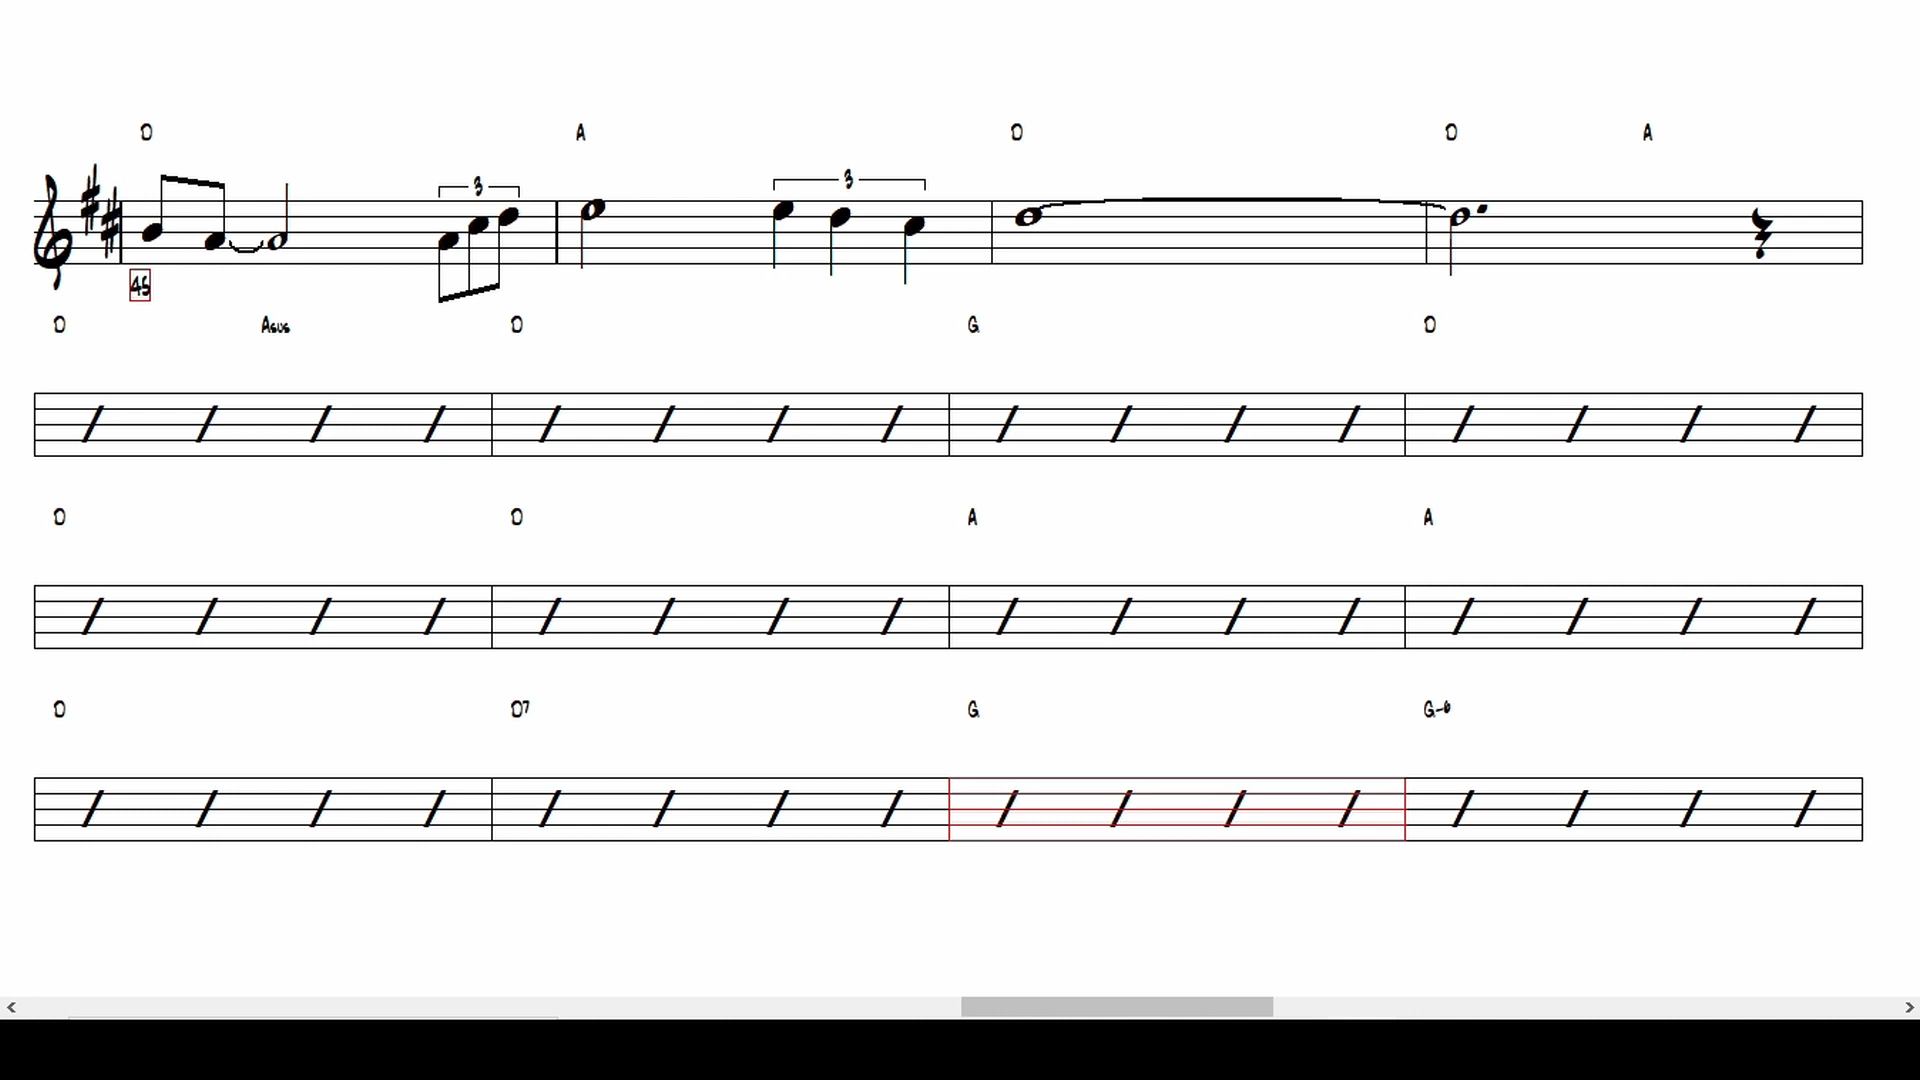 D A D D A
3 3
45
D Asus D G D
D D A A
D D7 G G-6